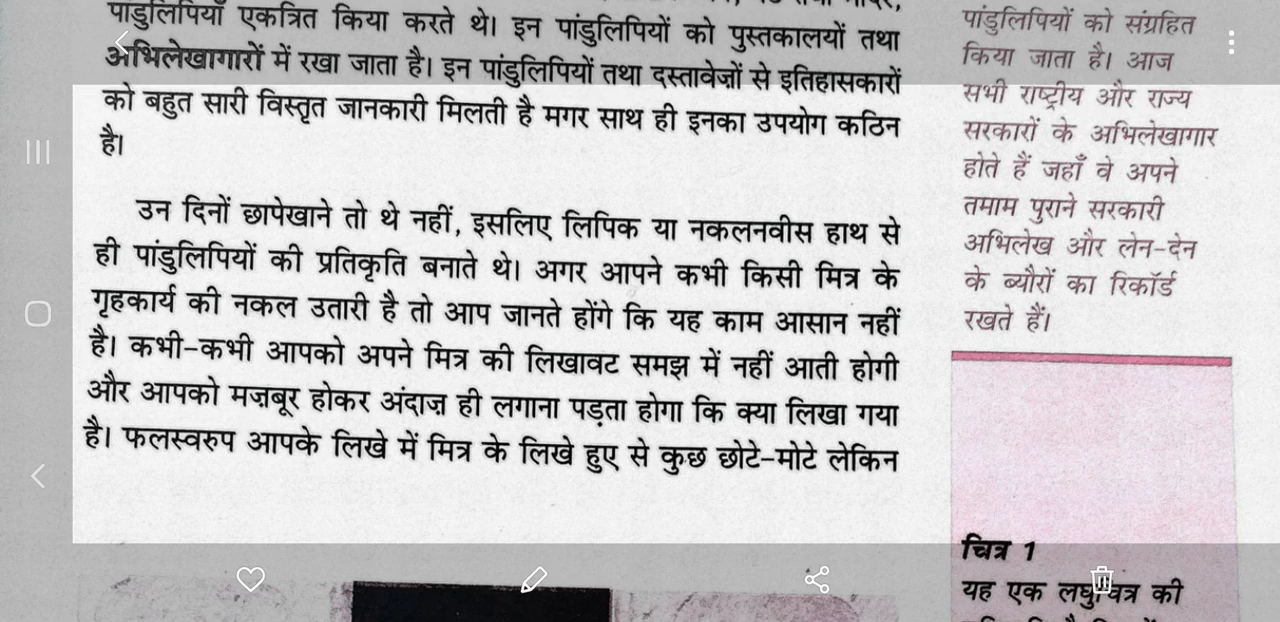 पांडुलिपियाँ एकत्रित किया करते थे। इन पांडुलिपियों को पुस्तकालयों तथा
अभिलेखागारों में रखा जाता है। इन पांडुलिपियों तथा दस्तावेज़ों से इतिहासकारों
को बहुत सारी विस्तृत जानकारी मिलती है मगर साथ ही इनका उपयोग कठिन
है।
उन दिनों छापेखाने तो थे नहीं, इसलिए लिपिक या नकलनवीस हाथ से
ही पांडुलिपियों की प्रतिकृति बनाते थे। अगर आपने कभी किसी मित्र के
गृहकार्य की नकल उतारी है तो आप जानते होंगे कि यह काम आसान नहीं
है। कभी-कभी आपको अपने मित्र की लिखावट समझ में नहीं आती होगी
और आपको मज़बूर होकर अंदाज़ ही लगाना पड़ता होगा कि क्या लिखा गया
है। फलस्वरुप आपके लिखे में मित्र के लिखे हुए से कुछ छोटे-मोटे लेकिन
पांडुलिपियों को संग्रहित
किया जाता है। आज
सभी राष्ट्रीय और राज्य
सरकारों के अभिलेखागार
होते हैं जहाँ वे अपने
तमाम पुराने सरकारी
अभिलेख और लेन-देन
के ब्यौरों का रिकॉर्ड
रखते हैं।
चित्र 1
यह एक लघुचित्र की